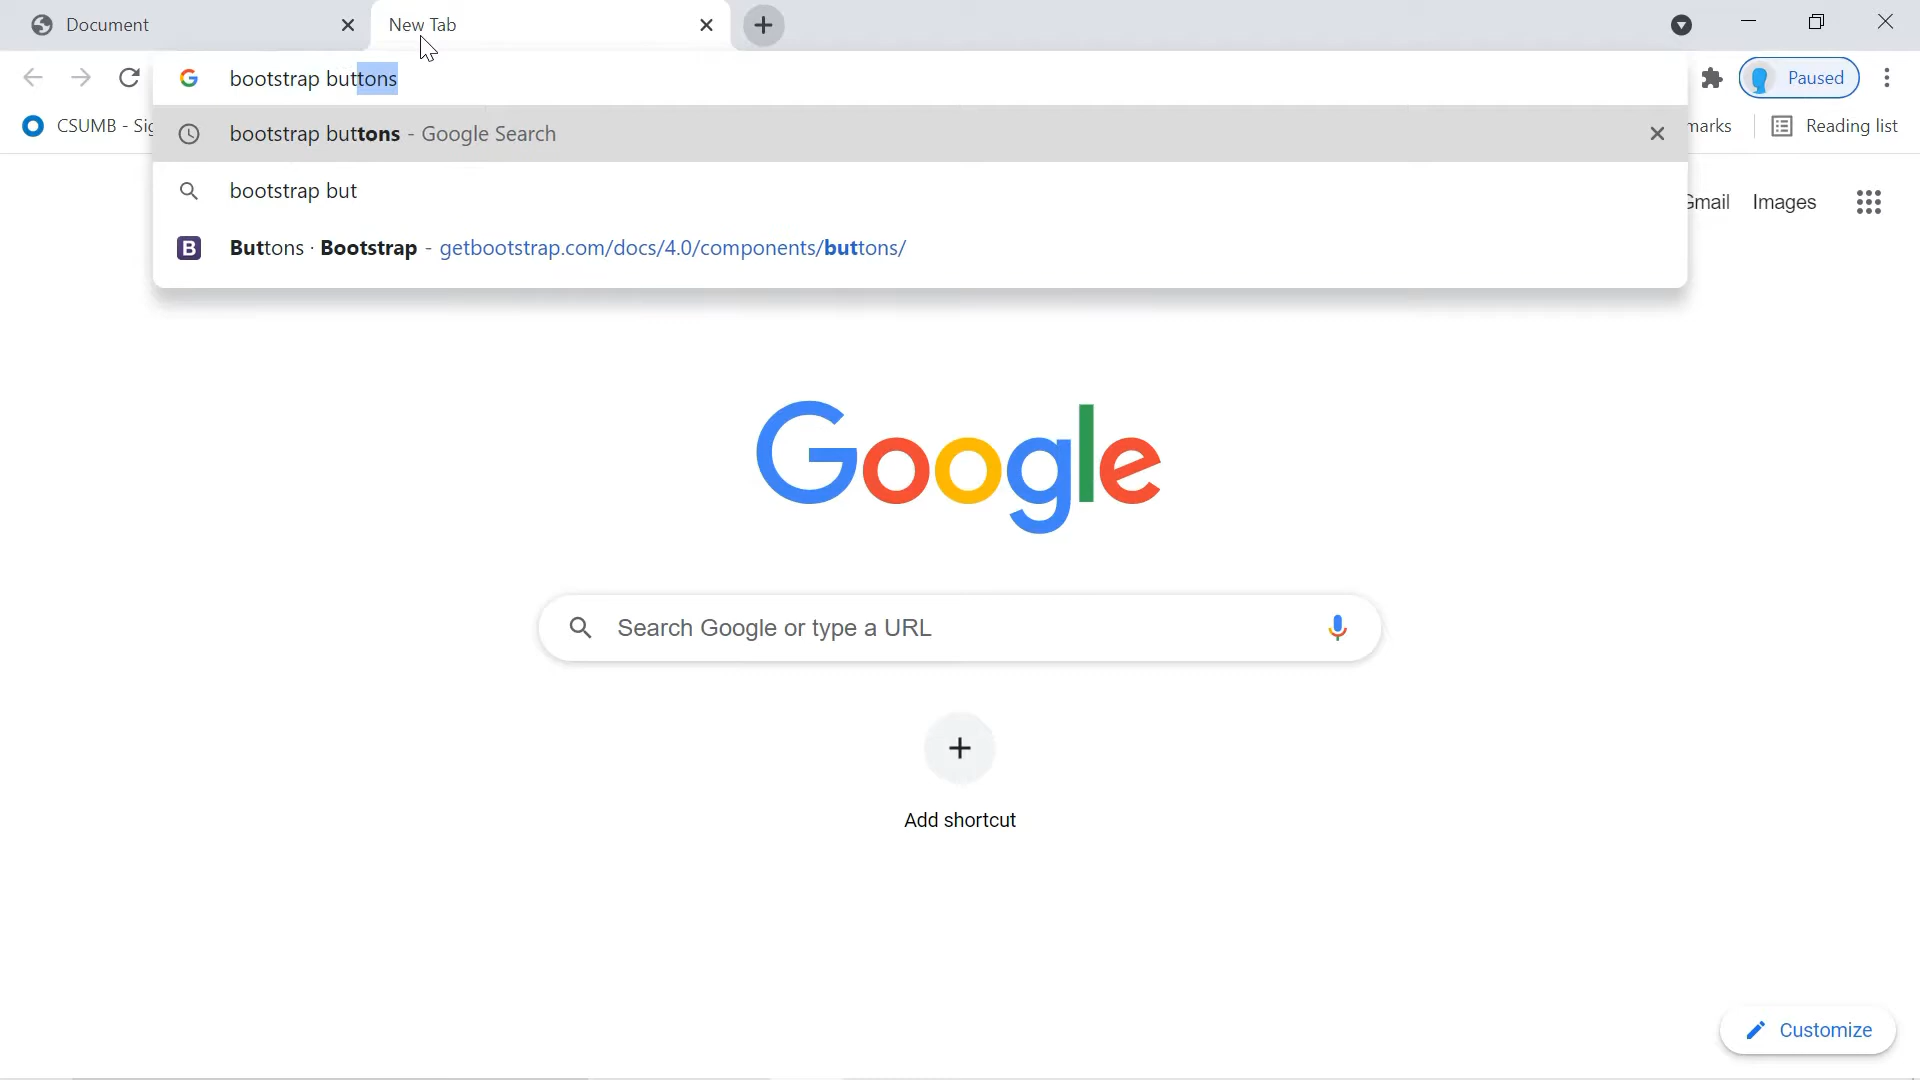 Document
New Tab
bootstrap buttons
Paused
CSUMB - Sig
marks
Reading list
bootstrap buttons - Google Search
bootstrap but
Buttons · Bootstrap - getbootstrap.com/docs/4.0/components/buttons/
Gmail
Images
Google
Search Google or type a URL
Add shortcut
Customize